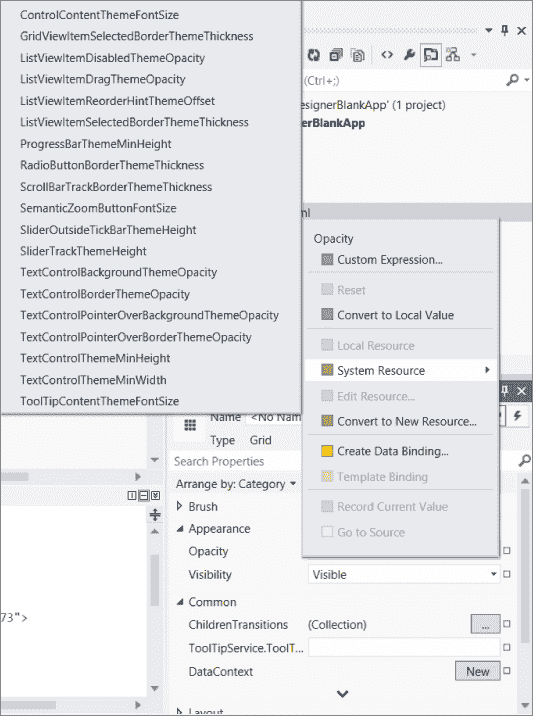 ControlContentThemeFontSize
GridViewItemSelectedBorderThemeThickness
ListViewItemDisabledThemeOpacity
ListViewItemDragThemeOpacity
ListViewItemReorderHintThemeOffset
ListViewItemSelectedBorderThemeThickness
ProgressBarThemeMinHeight
RadioButtonBorderThemeThickness
ScrollBarTrackBorderThemeThickness
SemanticZoomButtonFontSize
SliderOutsideTickBarThemeHeight
SliderTrackThemeHeight
TextControlBackgroundThemeOpacity
TextControlBorderThemeOpacity
TextControlPointerOverBackgroundThemeOpacity
TextControlPointerOverBorderThemeOpacity
TextControlThemeMinHeight
TextControlThemeMinWidth
ToolTipContentThemeFontSize
(Ctrl+;)
esignerBlankApp' (1 project)
erBlankApp
ml
Opacity
Custom Expression...
Reset
Convert to Local Value
Local Resource
System Resource
Edit Resource...
Convert to New Resource...
Create Data Binding...
Template Binding
Record Current Value
Go to Source
Name <No Nam
Type Grid
Search Properties
Arrange by: Category
Brush
Appearance
Opacity
Visibility Visible
Common
ChildrenTransitions (Collection) ...
ToolTipService.ToolT...
DataContext New
Layout
73">